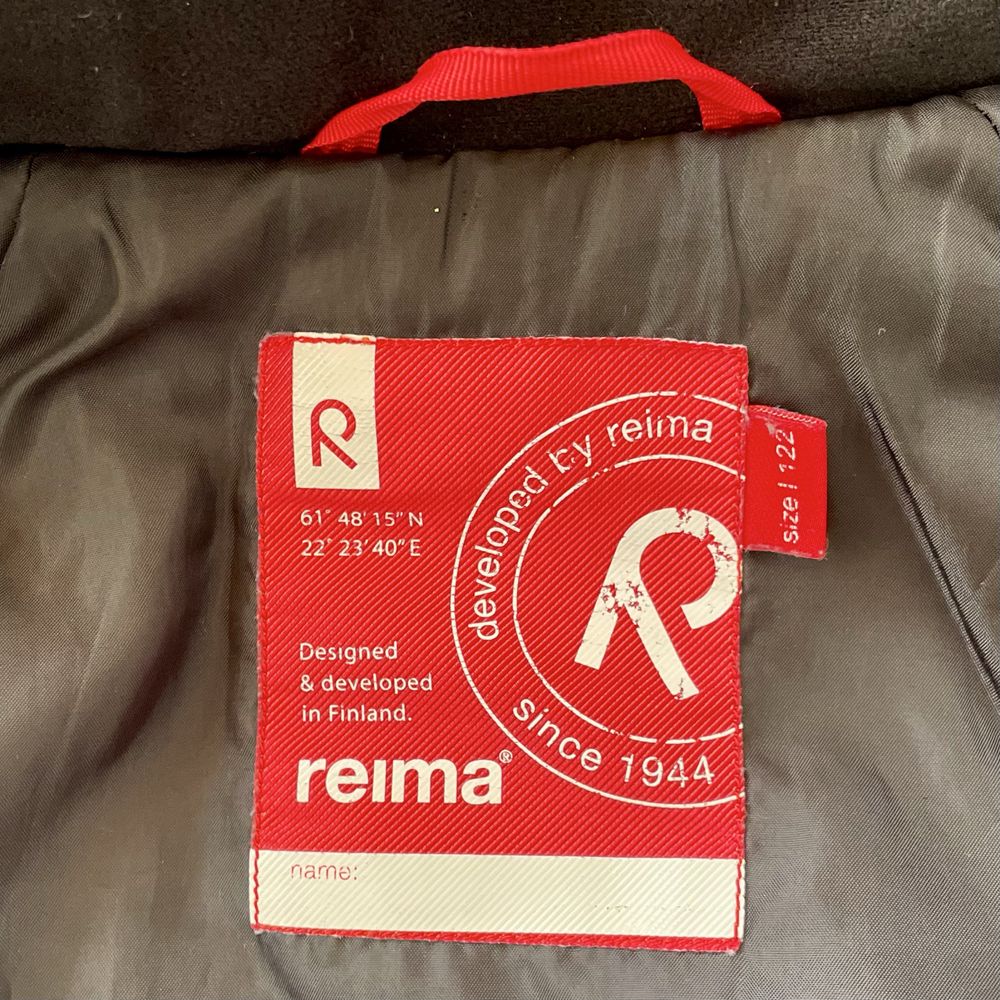 R
61° 48' 15" N
22° 23' 40" E
Designed
& developed
in Finland.
reima®
developed by reima
R
since 1944
size | 122
name: